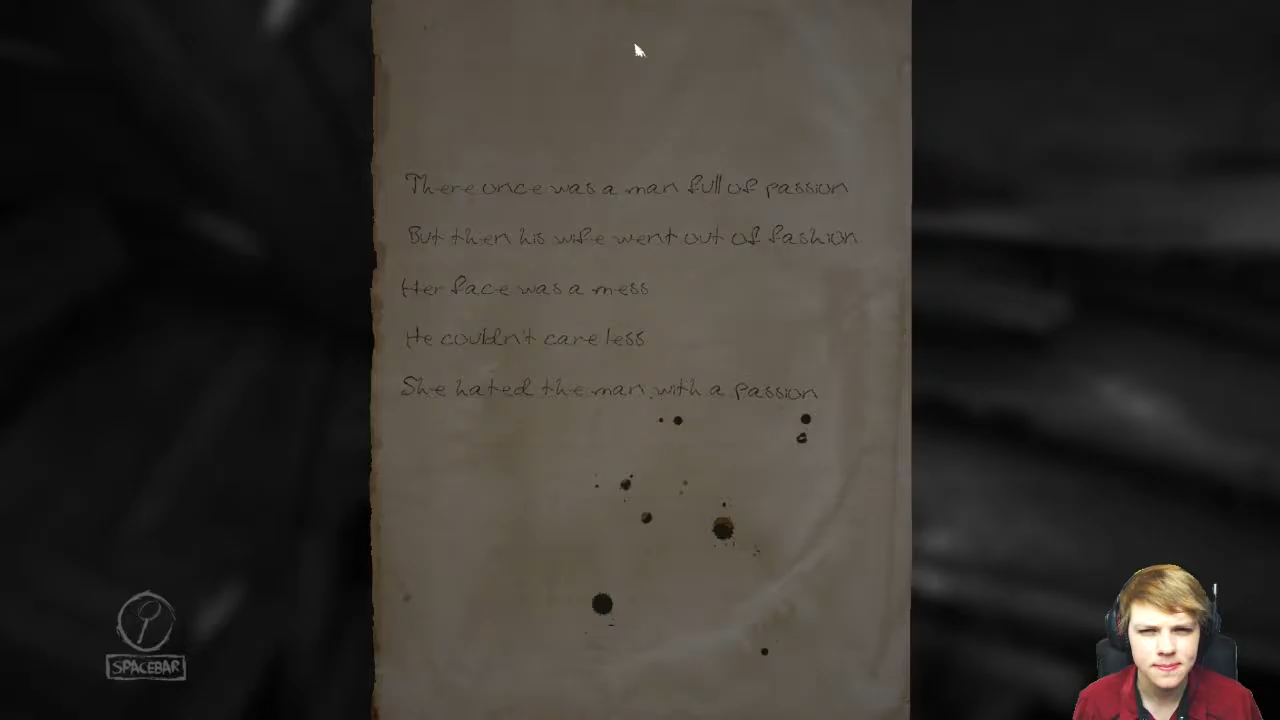 There once was a man full of passion
But then his wife went out of fashion
Her face was a mess
He couldn't care less
She hated the man, with a passion
SPACEBAR